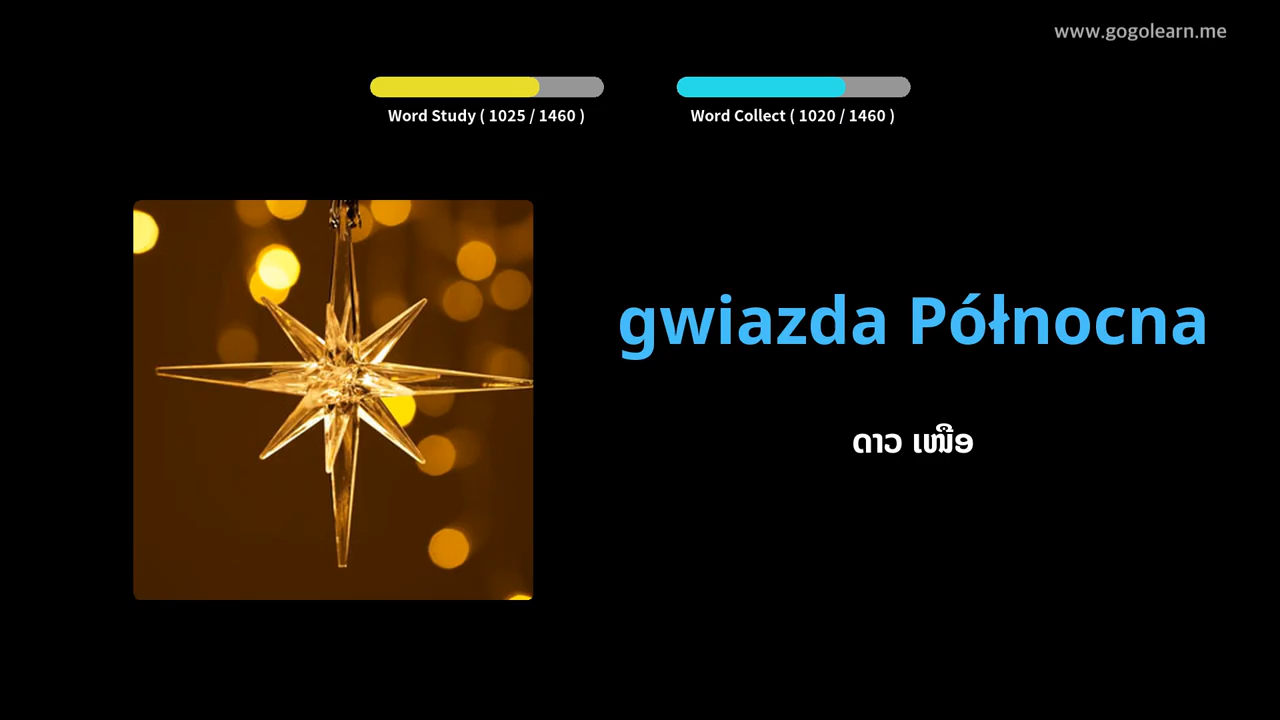 www.gogolearn.me
Word Study ( 1025 / 1460 )
Word Collect ( 1020 / 1460 )
gwiazda Północna
ດາວ ເໜືອ